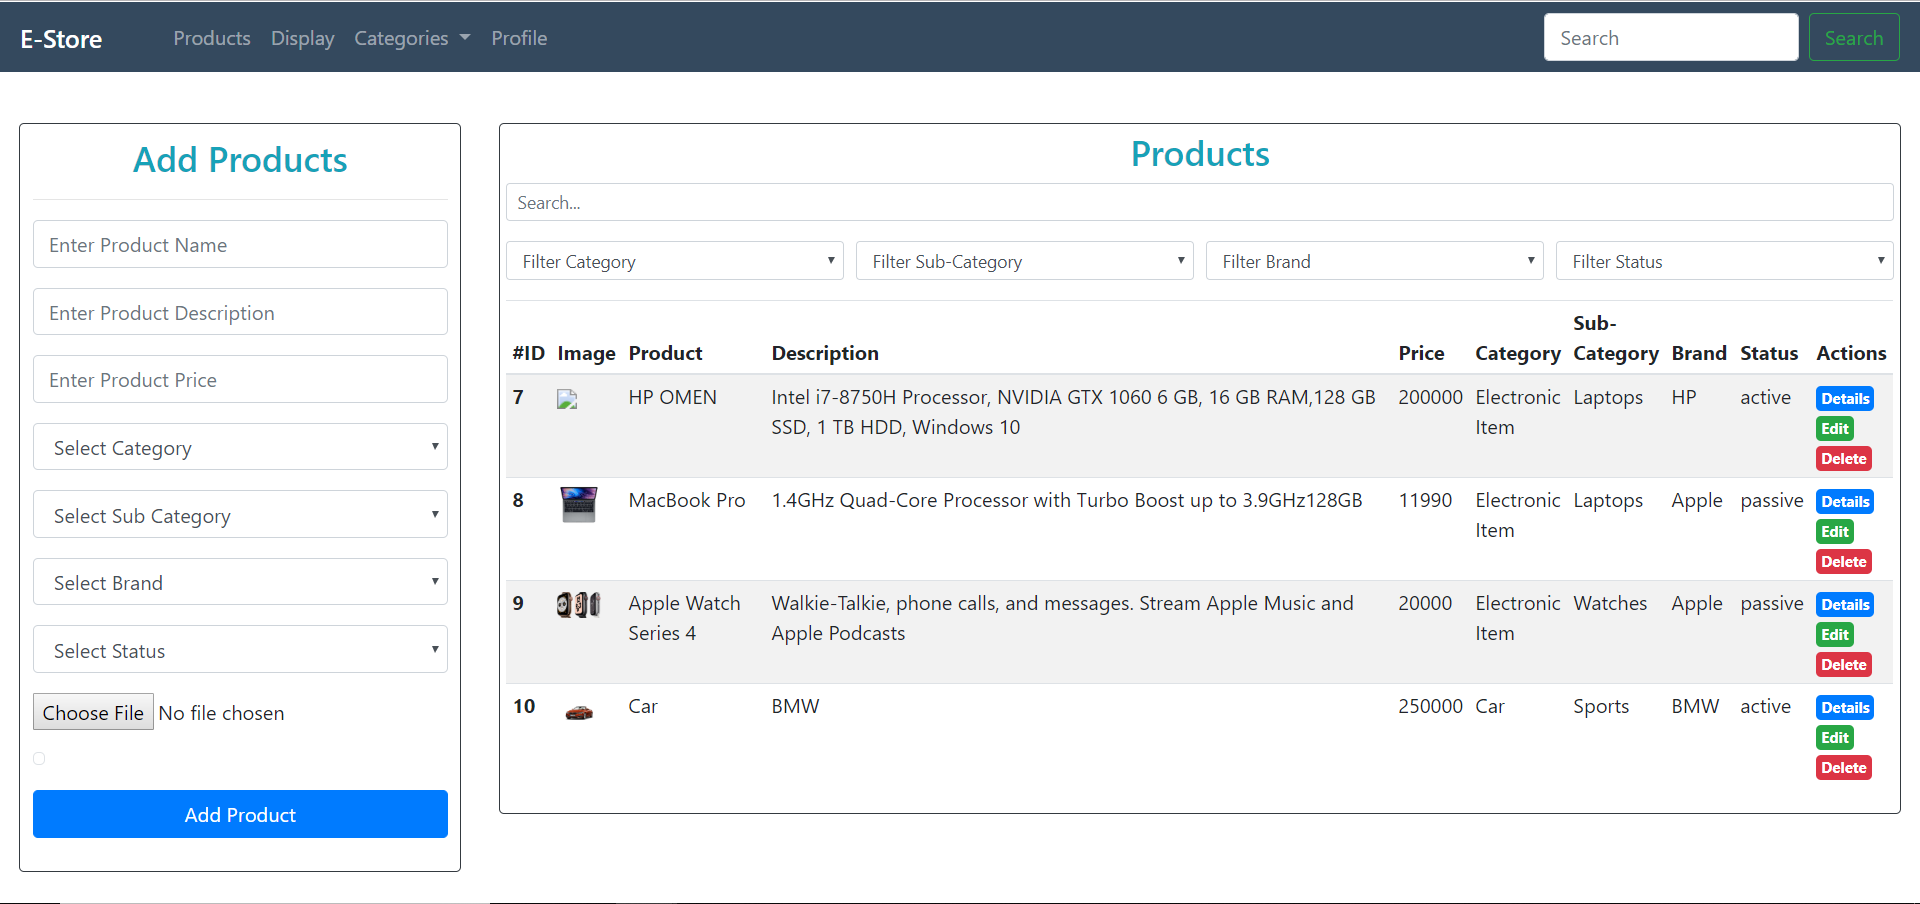 E-Store Products Display Categories Profile Search Search
Add Products
Enter Product Name
Enter Product Description
Enter Product Price
Select Category
Select Sub Category
Select Brand
Select Status
Choose File No file chosen
Add Product
Products
Search...
Filter Category Filter Sub-Category Filter Brand Filter Status
#ID Image Product Description Price Category Sub-Category Brand Status Actions
7 HP OMEN Intel i7-8750H Processor, NVIDIA GTX 1060 6 GB, 16 GB RAM,128 GB 200000 Electronic Laptops HP active Details
SSD, 1 TB HDD, Windows 10 Item Edit
Delete
8 MacBook Pro 1.4GHz Quad-Core Processor with Turbo Boost up to 3.9GHz128GB 11990 Electronic Laptops Apple passive Details
Item Edit
Delete
9 Apple Watch Walkie-Talkie, phone calls, and messages. Stream Apple Music and 20000 Electronic Watches Apple passive Details
Series 4 Apple Podcasts Item Edit
Delete
10 Car BMW 250000 Car Sports BMW active Details
Edit
Delete